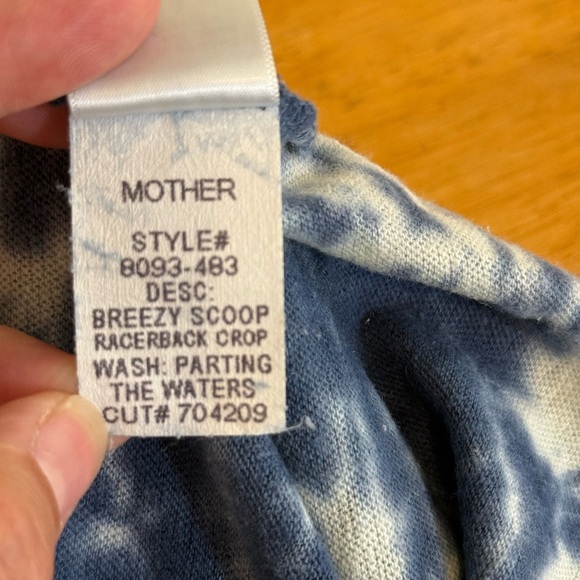 MOTHER
STYLE#
8093-483
DESC:
BREEZY SCOOP
RACERBACK CROP
WASH: PARTING
THE WATERS
CUT# 704209